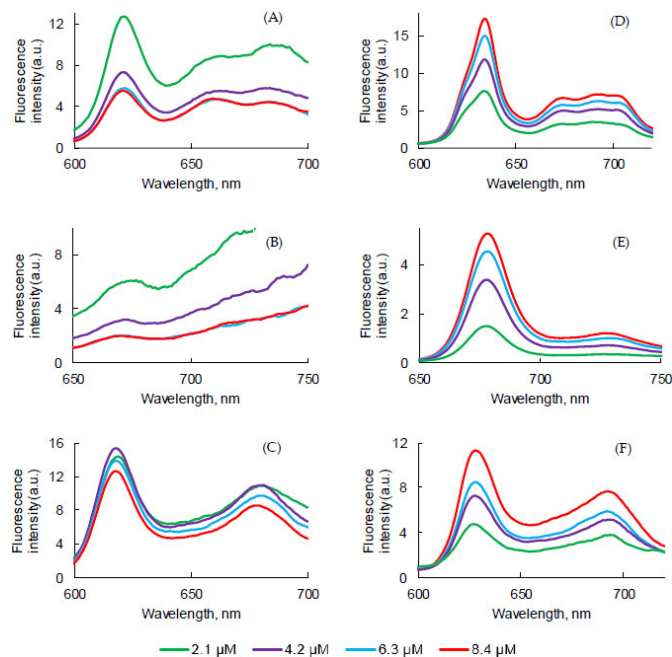 (A)
Fluorescence
intensity (a.u.)
12
8
4
0
600
650
700
Wavelength, nm
(D)
Fluorescence
intensity (a.u.)
15
10
5
0
600
650
700
Wavelength, nm
(B)
Fluorescence
intensity (a.u.)
8
4
0
650
700
750
Wavelength, nm
(E)
Fluorescence
intensity (a.u.)
4
2
0
650
700
750
Wavelength, nm
(C)
Fluorescence
intensity (a.u.)
16
12
8
4
0
600
650
700
Wavelength, nm
(F)
Fluorescence
intensity (a.u.)
12
8
4
0
600
650
700
Wavelength, nm
2.1 μM 4.2 μM 6.3 μM 8.4 μM